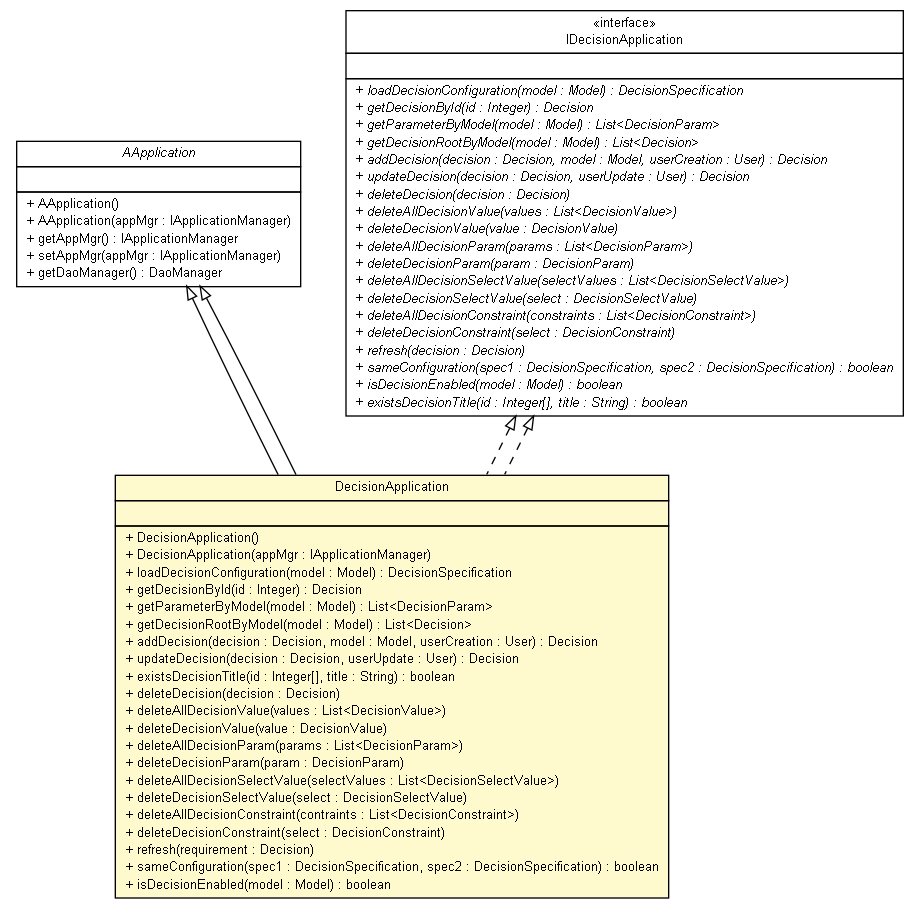 «interface»
IDecisionApplication
+ loadDecisionConfiguration(model : Model) : DecisionSpecification
+ getDecisionById(id : Integer) : Decision
+ getParameterByModel(model : Model) : List<DecisionParam>
+ getDecisionRootByModel(model : Model) : List<Decision>
+ addDecision(decision : Decision, model : Model, userCreation : User) : Decision
+ updateDecision(decision : Decision, userUpdate : User) : Decision
+ deleteDecision(decision : Decision)
+ deleteAllDecisionValue(values : List<DecisionValue>)
+ deleteDecisionValue(value : DecisionValue)
+ deleteAllDecisionParam(params : List<DecisionParam>)
+ deleteDecisionParam(param : DecisionParam)
+ deleteAllDecisionSelectValue(selectValues : List<DecisionSelectValue>)
+ deleteDecisionSelectValue(select : DecisionSelectValue)
+ deleteAllDecisionConstraint(constraints : List<DecisionConstraint>)
+ deleteDecisionConstraint(select : DecisionConstraint)
+ refresh(decision : Decision)
+ sameConfiguration(spec1 : DecisionSpecification, spec2 : DecisionSpecification) : boolean
+ isDecisionEnabled(model : Model) : boolean
+ existsDecisionTitle(id : Integer[], title : String) : boolean
AApplication
+ AApplication()
+ AApplication(appMgr : IApplicationManager)
+ getAppMgr() : IApplicationManager
+ setAppMgr(appMgr : IApplicationManager)
+ getDaoManager() : DaoManager
DecisionApplication
+ DecisionApplication()
+ DecisionApplication(appMgr : IApplicationManager)
+ loadDecisionConfiguration(model : Model) : DecisionSpecification
+ getDecisionById(id : Integer) : Decision
+ getParameterByModel(model : Model) : List<DecisionParam>
+ getDecisionRootByModel(model : Model) : List<Decision>
+ addDecision(decision : Decision, model : Model, userCreation : User) : Decision
+ updateDecision(decision : Decision, userUpdate : User) : Decision
+ existsDecisionTitle(id : Integer[], title : String) : boolean
+ deleteDecision(decision : Decision)
+ deleteAllDecisionValue(values : List<DecisionValue>)
+ deleteDecisionValue(value : DecisionValue)
+ deleteAllDecisionParam(params : List<DecisionParam>)
+ deleteDecisionParam(param : DecisionParam)
+ deleteAllDecisionSelectValue(selectValues : List<DecisionSelectValue>)
+ deleteDecisionSelectValue(select : DecisionSelectValue)
+ deleteAllDecisionConstraint(contraints : List<DecisionConstraint>)
+ deleteDecisionConstraint(select : DecisionConstraint)
+ refresh(requirement : Decision)
+ sameConfiguration(spec1 : DecisionSpecification, spec2 : DecisionSpecification) : boolean
+ isDecisionEnabled(model : Model) : boolean